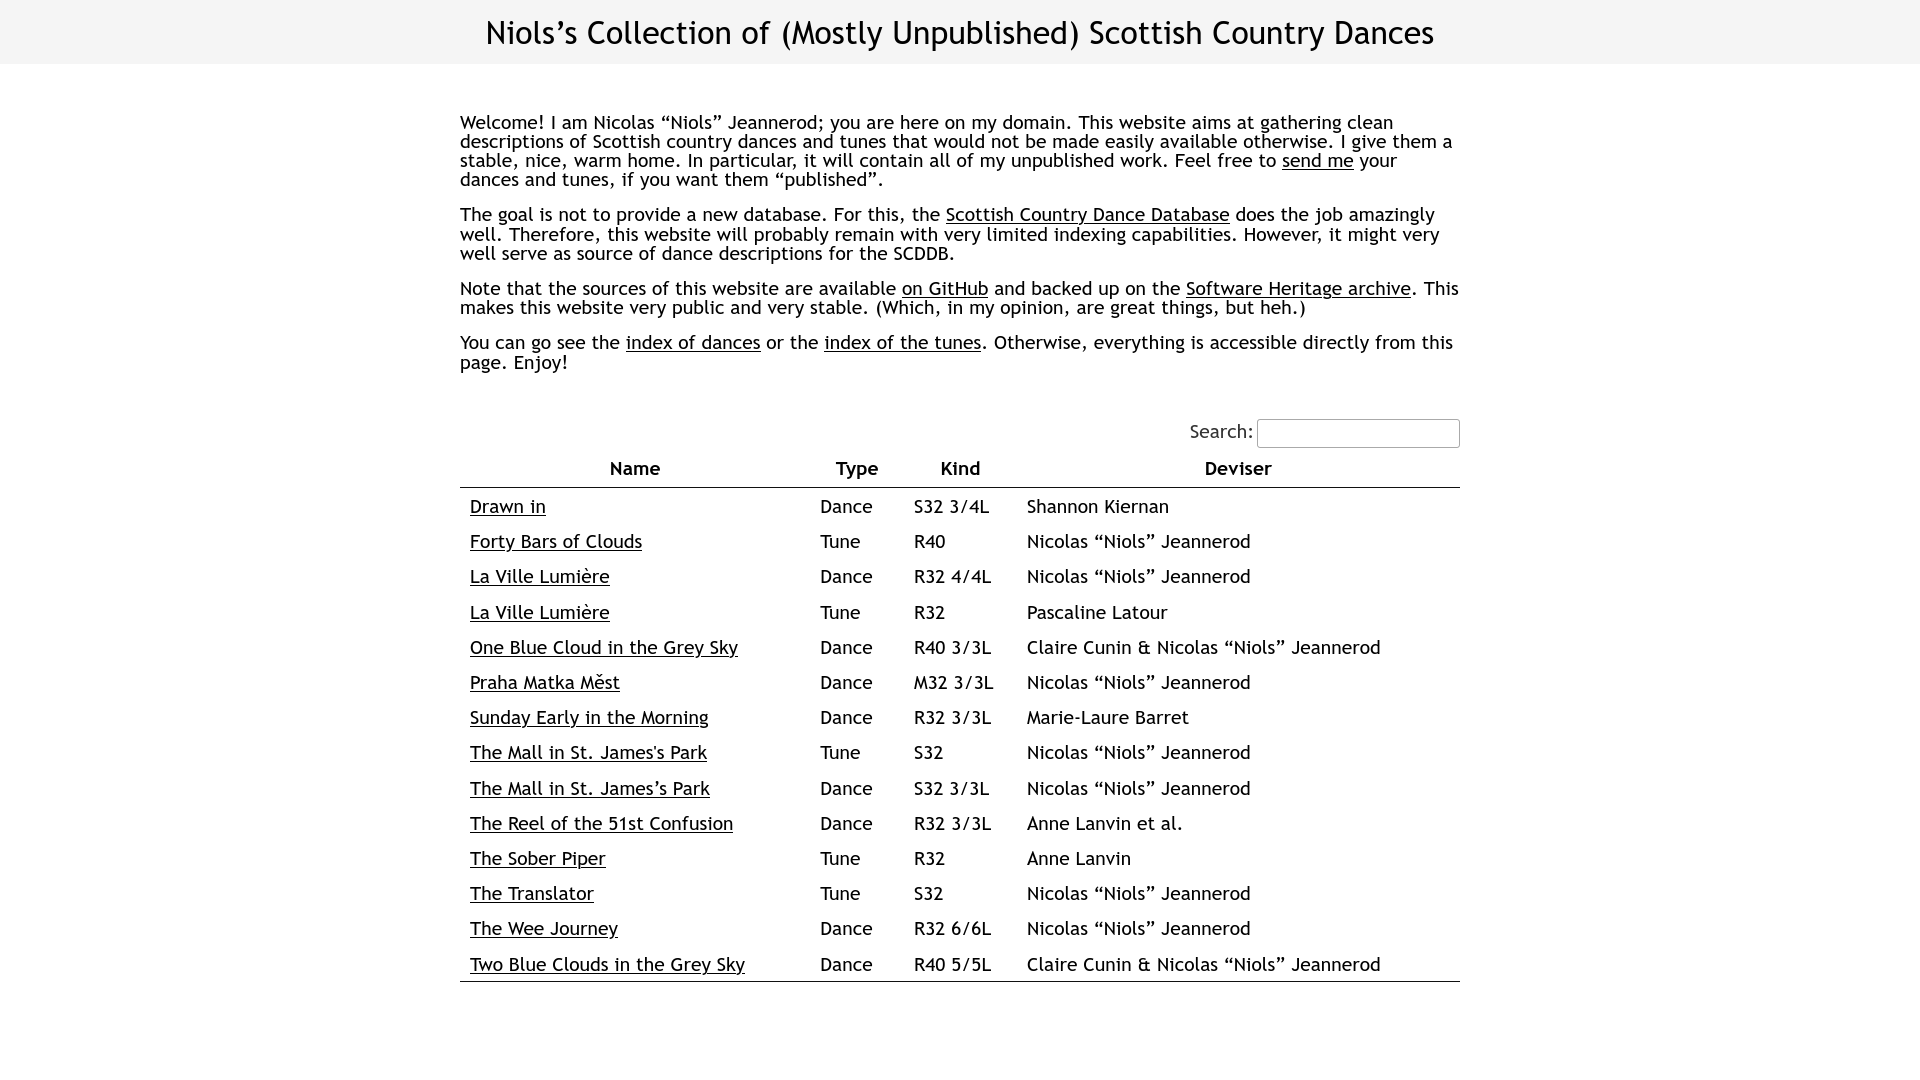 Niols’s Collection of (Mostly Unpublished) Scottish Country Dances
Welcome! I am Nicolas “Niols” Jeannerod; you are here on my domain. This website aims at gathering clean
descriptions of Scottish country dances and tunes that would not be made easily available otherwise. I give them a
stable, nice, warm home. In particular, it will contain all of my unpublished work. Feel free to send me your
dances and tunes, if you want them “published”.
The goal is not to provide a new database. For this, the Scottish Country Dance Database does the job amazingly
well. Therefore, this website will probably remain with very limited indexing capabilities. However, it might very
well serve as source of dance descriptions for the SCDDB.
Note that the sources of this website are available on GitHub and backed up on the Software Heritage archive. This
makes this website very public and very stable. (Which, in my opinion, are great things, but heh.)
You can go see the index of dances or the index of the tunes. Otherwise, everything is accessible directly from this
page. Enjoy!
Search:
Name Type Kind Deviser
Drawn in Dance S32 3/4L Shannon Kiernan
Forty Bars of Clouds Tune R40 Nicolas “Niols” Jeannerod
La Ville Lumière Dance R32 4/4L Nicolas “Niols” Jeannerod
La Ville Lumière Tune R32 Pascaline Latour
One Blue Cloud in the Grey Sky Dance R40 3/3L Claire Cunin & Nicolas “Niols” Jeannerod
Praha Matka Měst Dance M32 3/3L Nicolas “Niols” Jeannerod
Sunday Early in the Morning Dance R32 3/3L Marie-Laure Barret
The Mall in St. James's Park Tune S32 Nicolas “Niols” Jeannerod
The Mall in St. James’s Park Dance S32 3/3L Nicolas “Niols” Jeannerod
The Reel of the 51st Confusion Dance R32 3/3L Anne Lanvin et al.
The Sober Piper Tune R32 Anne Lanvin
The Translator Tune S32 Nicolas “Niols” Jeannerod
The Wee Journey Dance R32 6/6L Nicolas “Niols” Jeannerod
Two Blue Clouds in the Grey Sky Dance R40 5/5L Claire Cunin & Nicolas “Niols” Jeannerod